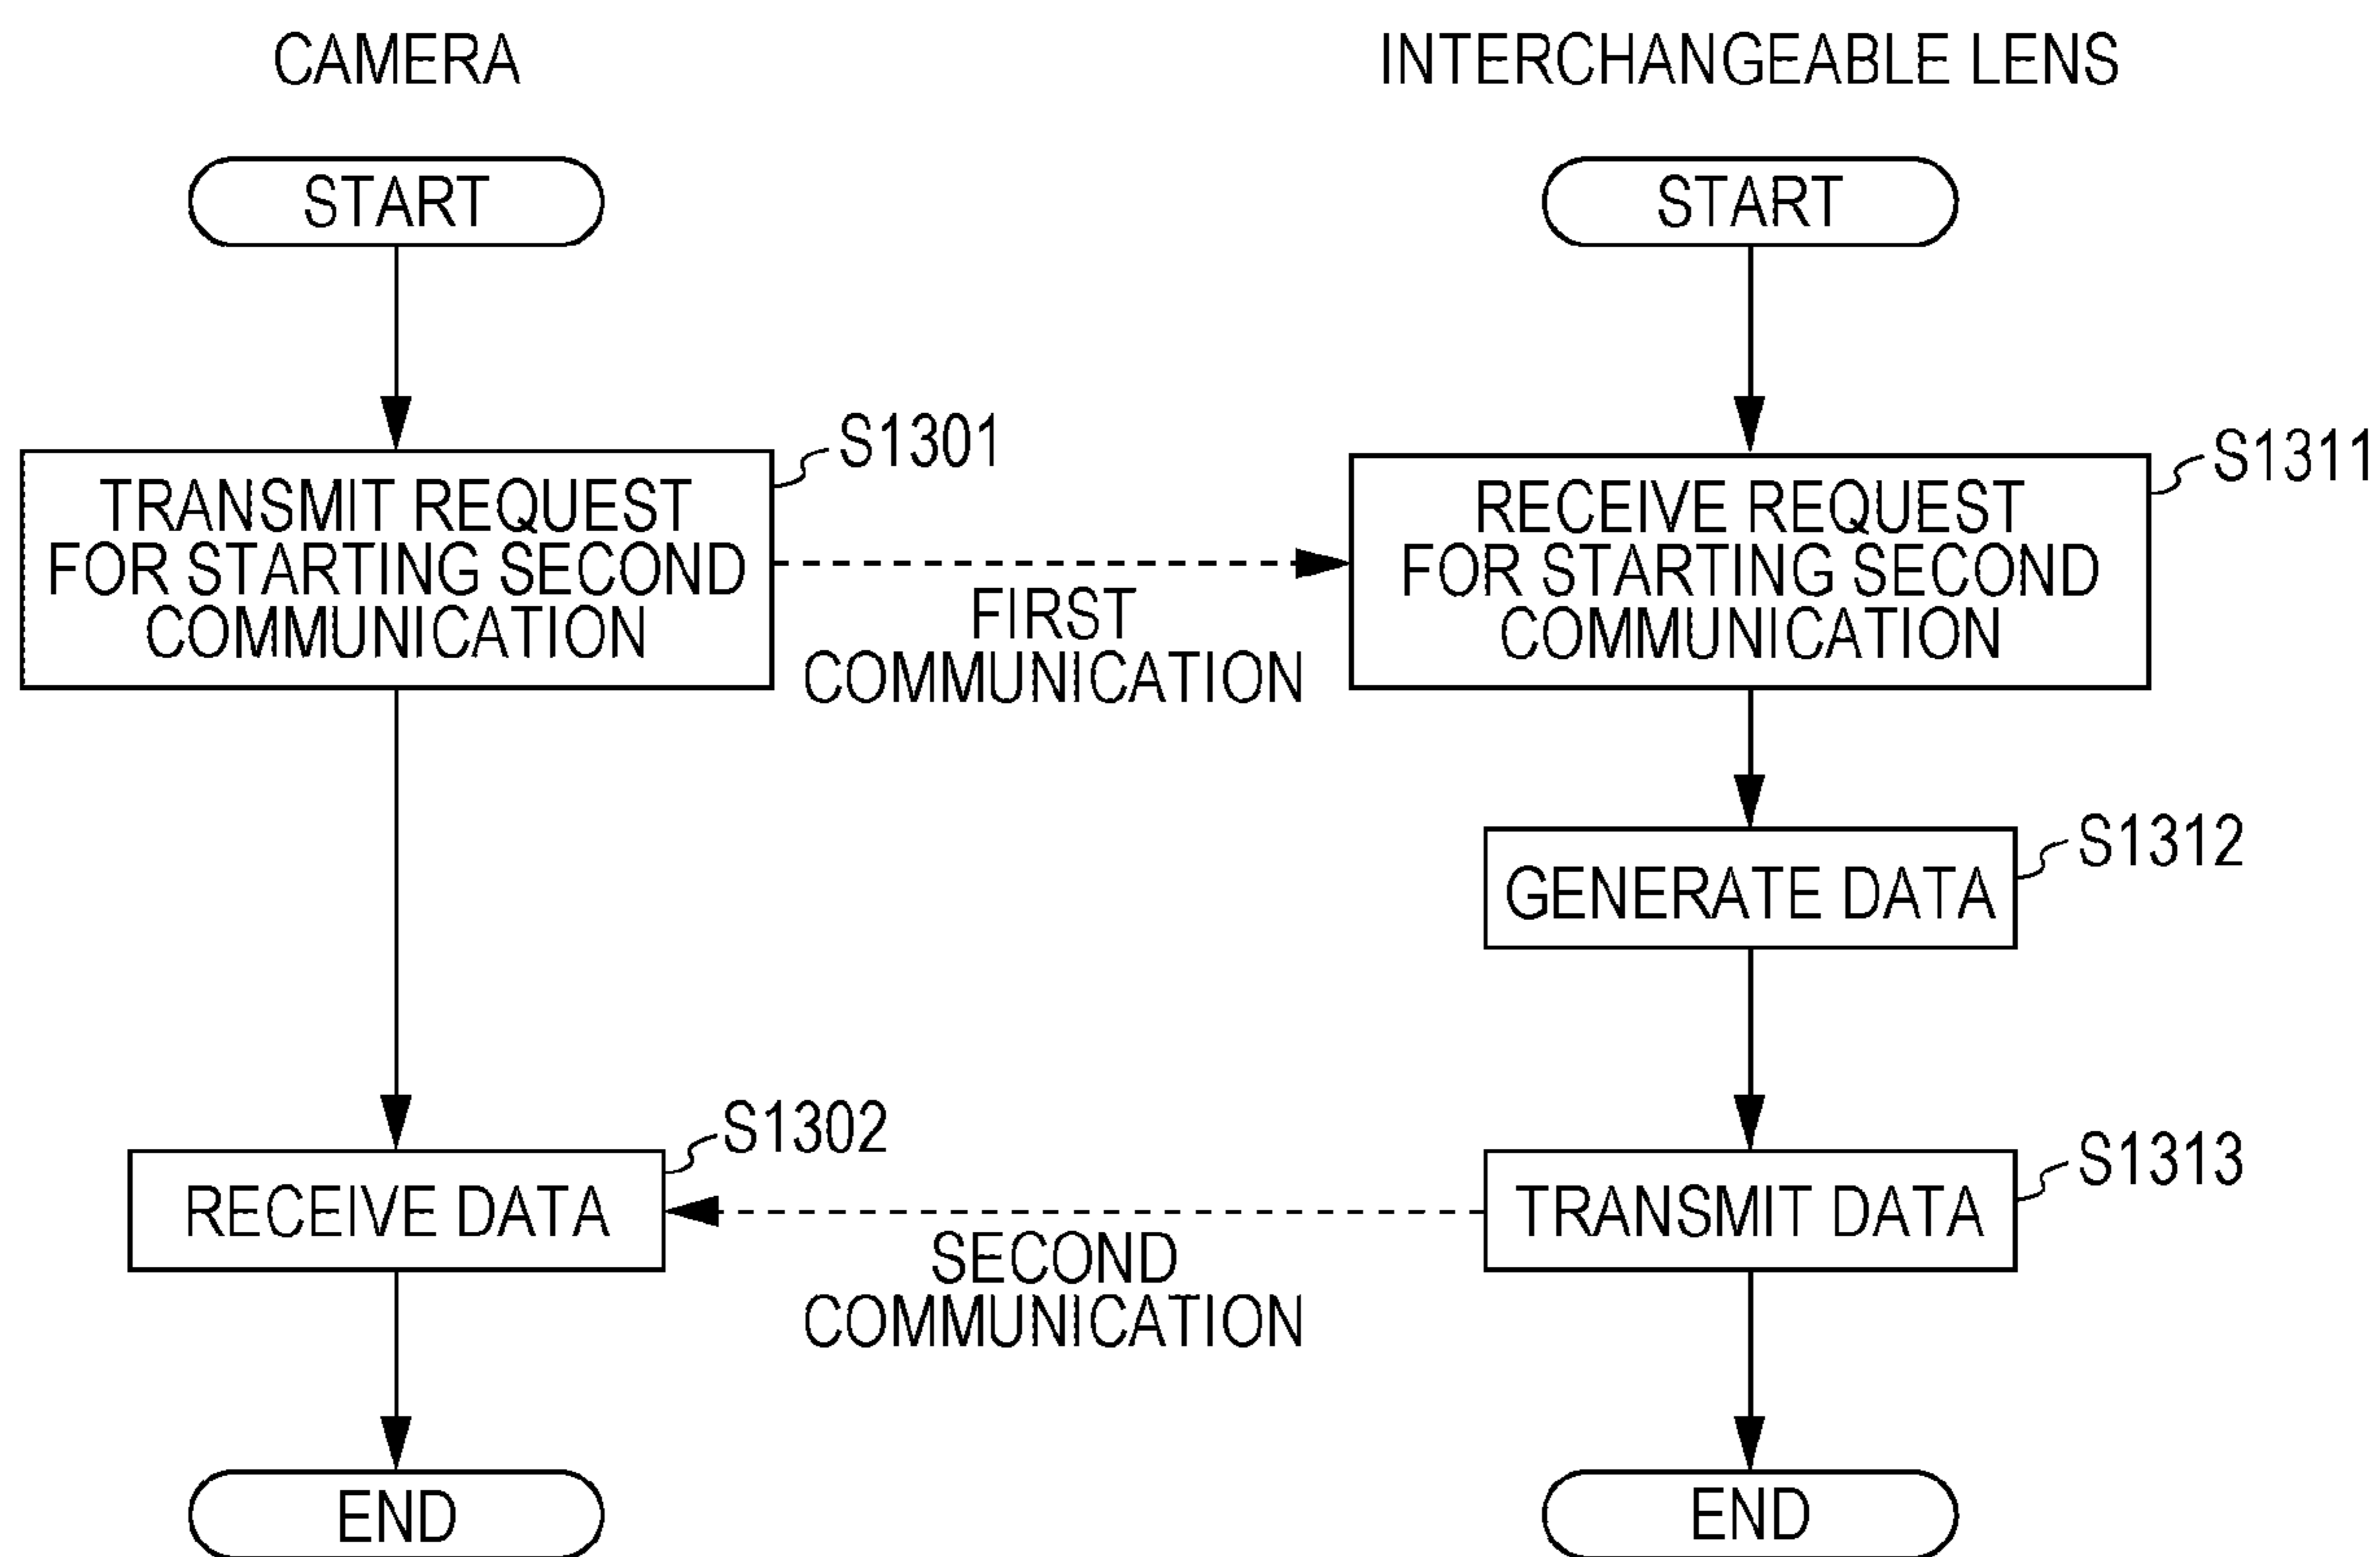 CAMERA
INTERCHANGEABLE LENS
START
START
S1301
S1311
TRANSMIT REQUEST
FOR STARTING SECOND
COMMUNICATION
RECEIVE REQUEST
FOR STARTING SECOND
COMMUNICATION
FIRST
COMMUNICATION
S1312
GENERATE DATA
S1302
S1313
RECEIVE DATA
TRANSMIT DATA
SECOND
COMMUNICATION
END
END